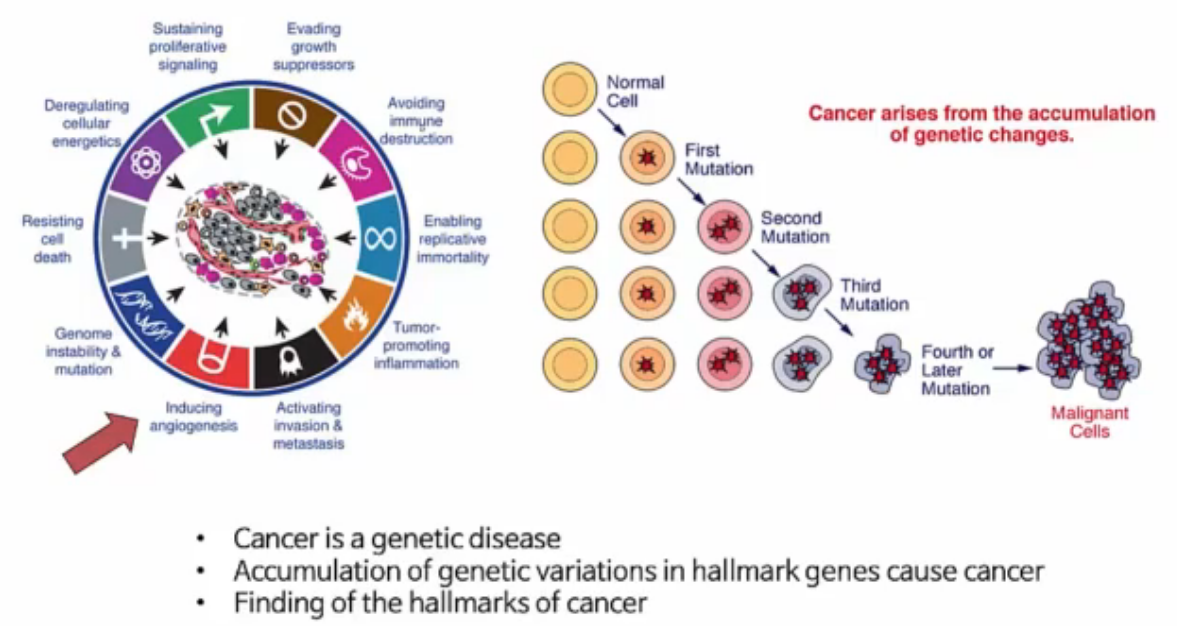 Sustaining
proliferative
signaling
Evading
growth
suppressors
Deregulating
cellular
energetics
Avoiding
immune
destruction
Resisting
cell
death
Enabling
replicative
immortality
Genome
instability &
mutation
Tumor-
promoting
inflammation
Inducing
angiogenesis
Activating
invasion &
metastasis
Normal
Cell
First
Mutation
Second
Mutation
Third
Mutation
Fourth or
Later
Mutation
Malignant
Cells
Cancer arises from the accumulation
of genetic changes.
• Cancer is a genetic disease
• Accumulation of genetic variations in hallmark genes cause cancer
• Finding of the hallmarks of cancer